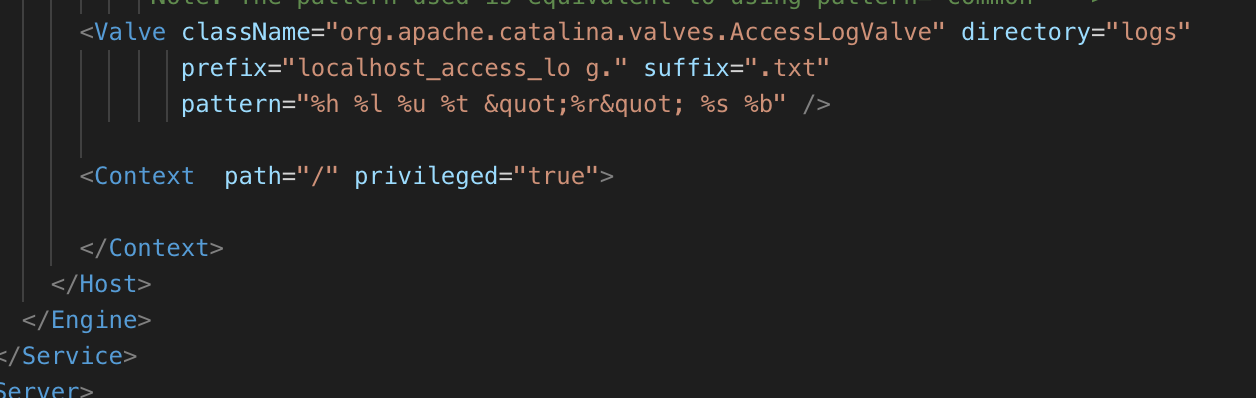 Note: The pattern used is equivalent to using pattern="common"
<Valve className="org.apache.catalina.valves.AccessLogValve" directory="logs"
prefix="localhost_access_lo g." suffix=".txt"
pattern="%h %l %u %t &quot;%r&quot; %s %b" />
<Context  path="/" privileged="true">
</Context>
</Host>
</Engine>
</Service>
Server>